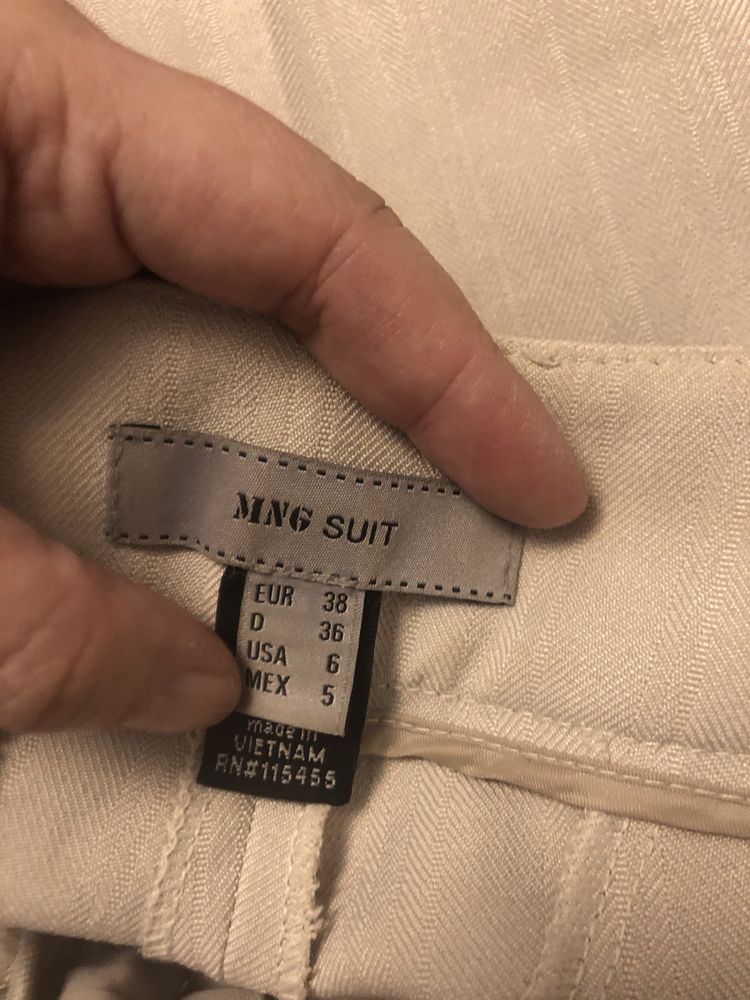 MNG SUIT
EUR 38
D 36
USA 6
MEX 5
made in
VIETNAM
RN#115455